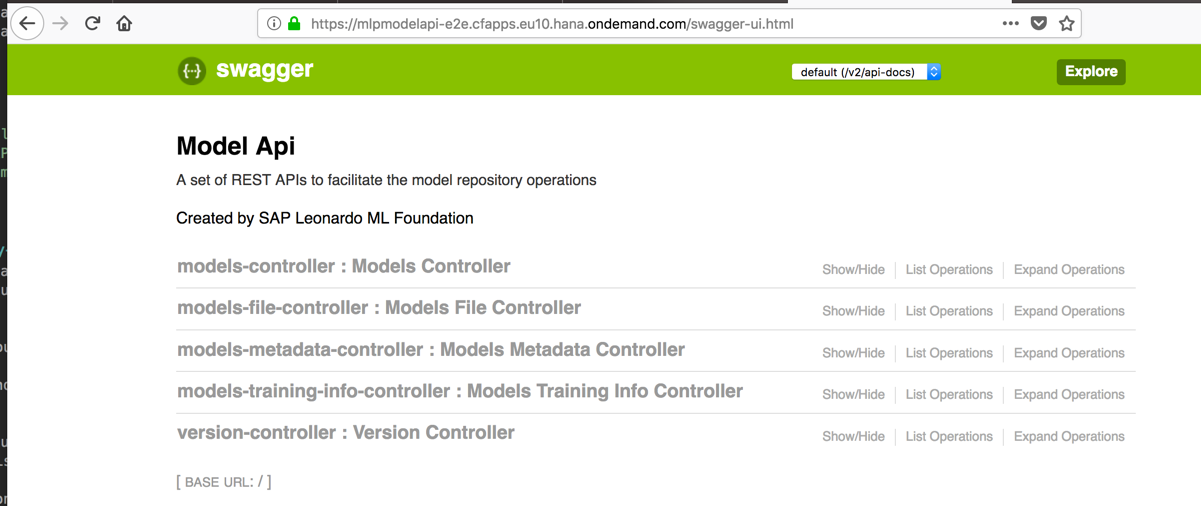 https://mlpmodelapi-e2e.cfapps.eu10.hana.ondemand.com/swagger-ui.html
{···} swagger default (/v2/api-docs) Explore
Model Api
A set of REST APIs to facilitate the model repository operations
Created by SAP Leonardo ML Foundation
models-controller : Models Controller Show/Hide List Operations Expand Operations
models-file-controller : Models File Controller Show/Hide List Operations Expand Operations
models-metadata-controller : Models Metadata Controller Show/Hide List Operations Expand Operations
models-training-info-controller : Models Training Info Controller Show/Hide List Operations Expand Operations
version-controller : Version Controller Show/Hide List Operations Expand Operations
[ BASE URL: / ]